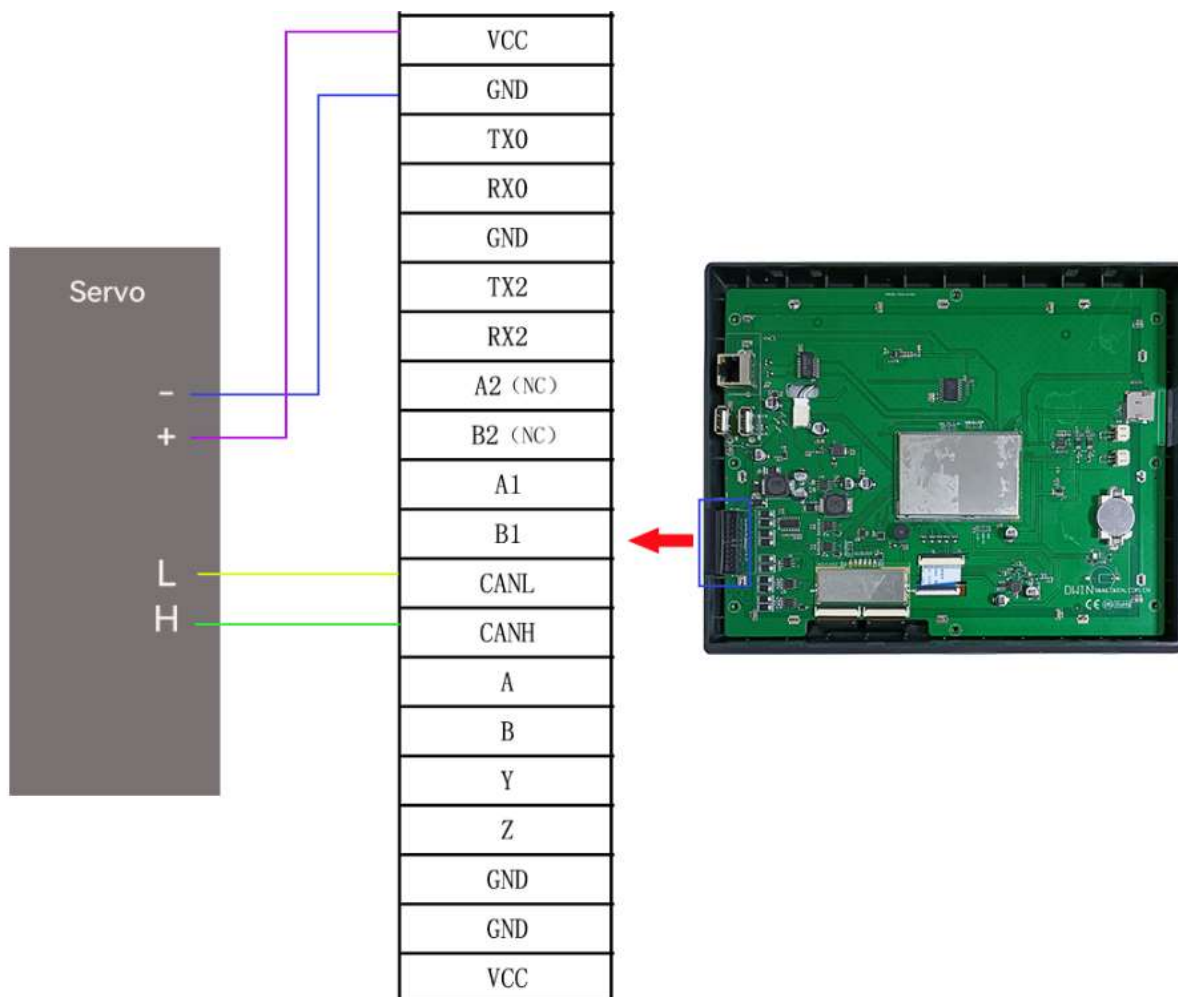 VCC
GND
TX0
RX0
GND
TX2
RX2
A2 (NC)
B2 (NC)
A1
B1
CANL
CANH
A
B
Y
Z
GND
GND
VCC
Servo
-
+
L
H
DWIN
CE